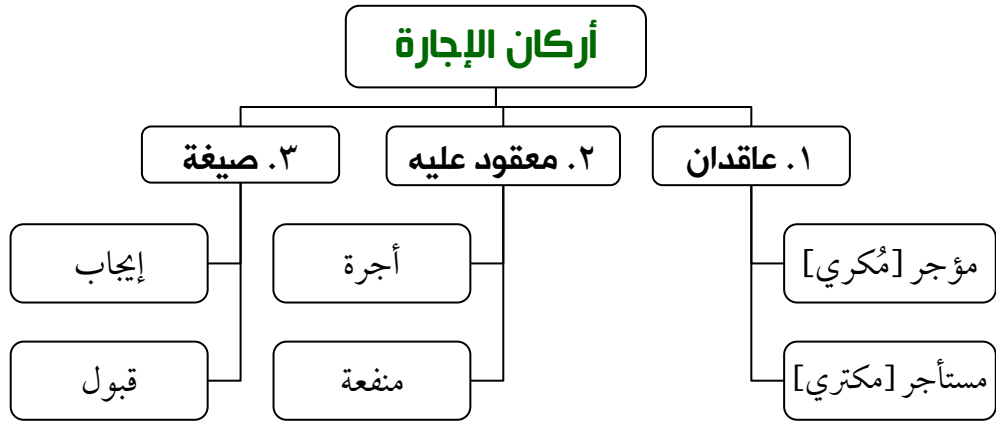 أركان الإجارة
١. عاقدان
٢. معقود عليه
٣. صيغة
مؤجر [مُكري]
أجرة
إيجاب
مستأجر [مكتري]
منفعة
قبول